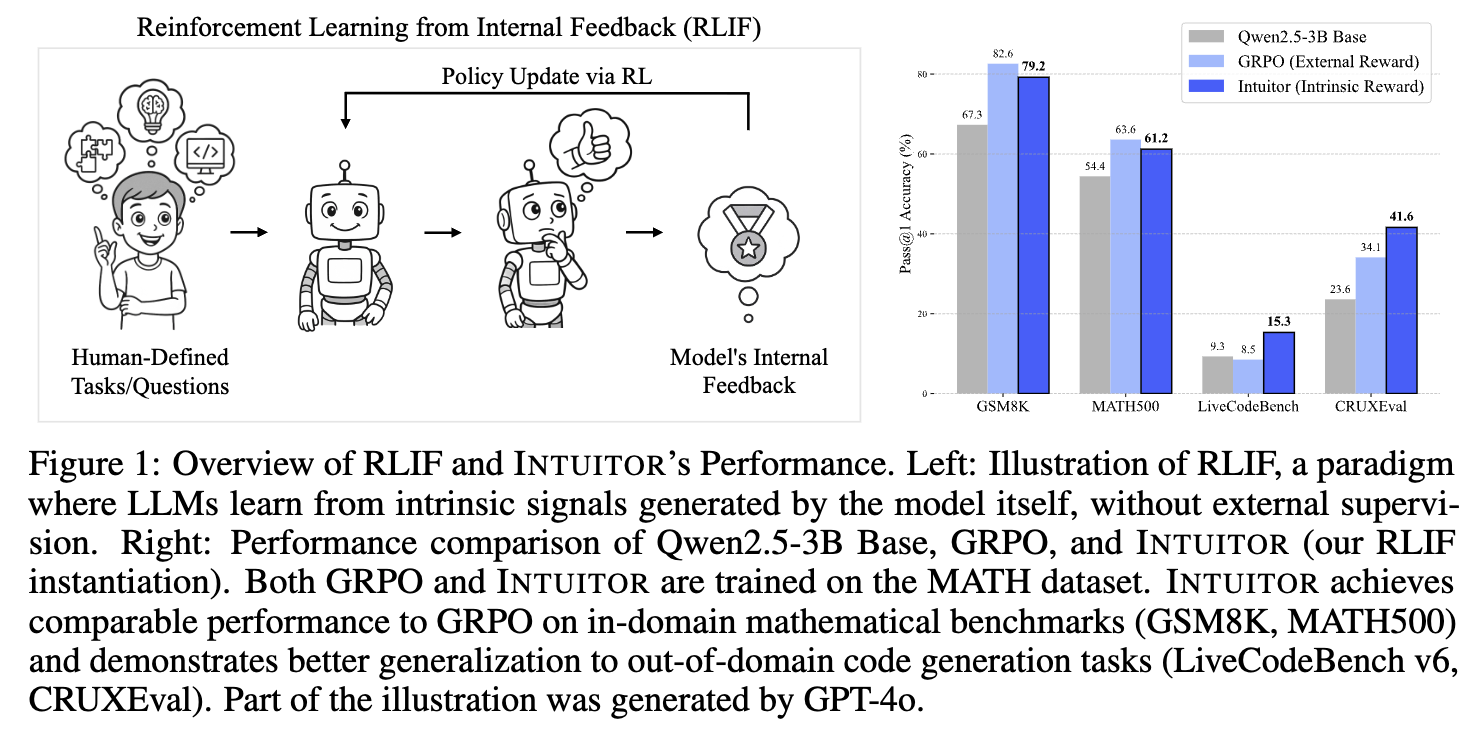 Reinforcement Learning from Internal Feedback (RLIF)
Policy Update via RL
</>
Human-Defined
Tasks/Questions
Model's Internal
Feedback
Qwen2.5-3B Base
GRPO (External Reward)
Intuitor (Intrinsic Reward)
Pass@1 Accuracy (%)
80
60
40
20
0
67.3
82.6
79.2
54.4
63.6
61.2
9.3
8.5
15.3
23.6
34.1
41.6
GSM8K
MATH500
LiveCodeBench
CRUXEval
Figure 1: Overview of RLIF and INTUITOR's Performance. Left: Illustration of RLIF, a paradigm
where LLMs learn from intrinsic signals generated by the model itself, without external supervi-
sion. Right: Performance comparison of Qwen2.5-3B Base, GRPO, and INTUITOR (our RLIF
instantiation). Both GRPO and INTUITOR are trained on the MATH dataset. INTUITOR achieves
comparable performance to GRPO on in-domain mathematical benchmarks (GSM8K, MATH500)
and demonstrates better generalization to out-of-domain code generation tasks (LiveCodeBench v6,
CRUXEval). Part of the illustration was generated by GPT-4o.